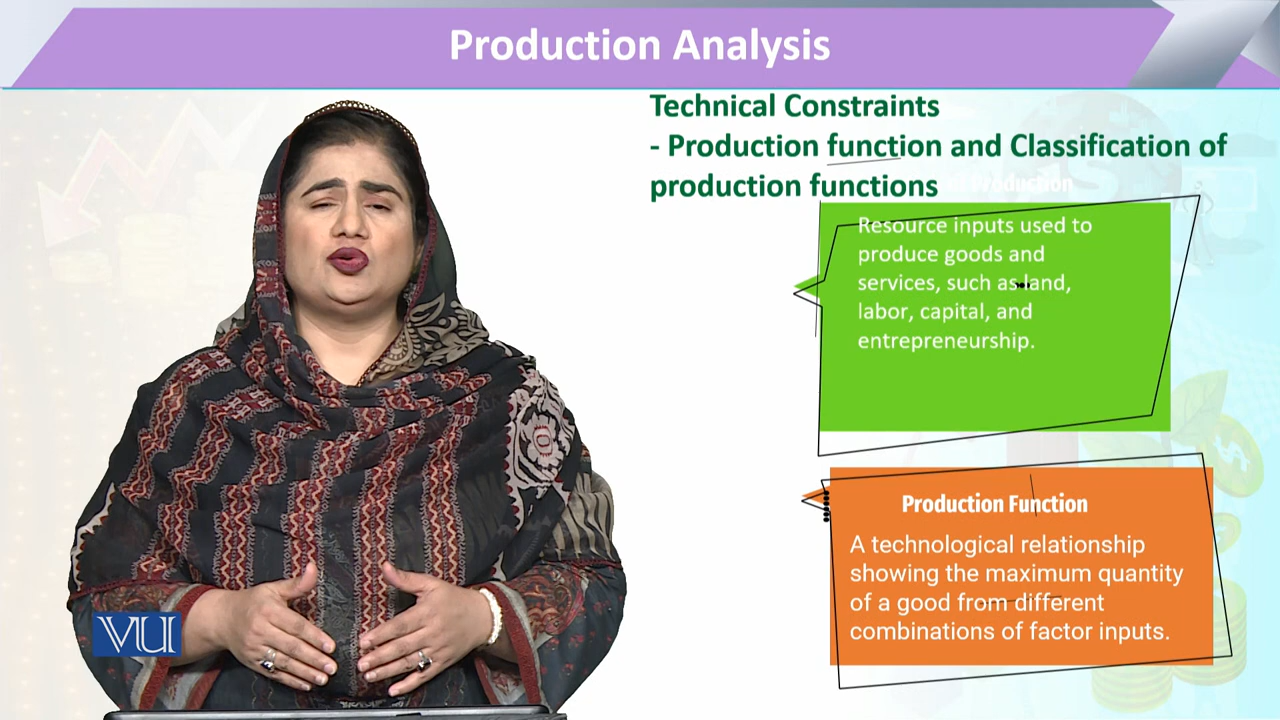 Production Analysis
Technical Constraints
- Production function and Classification of
production functions
Production
Resource inputs used to
produce goods and
services, such as land,
labor, capital, and
entrepreneurship.
Production Function
A technological relationship
showing the maximum quantity
of a good from different
combinations of factor inputs.
VU